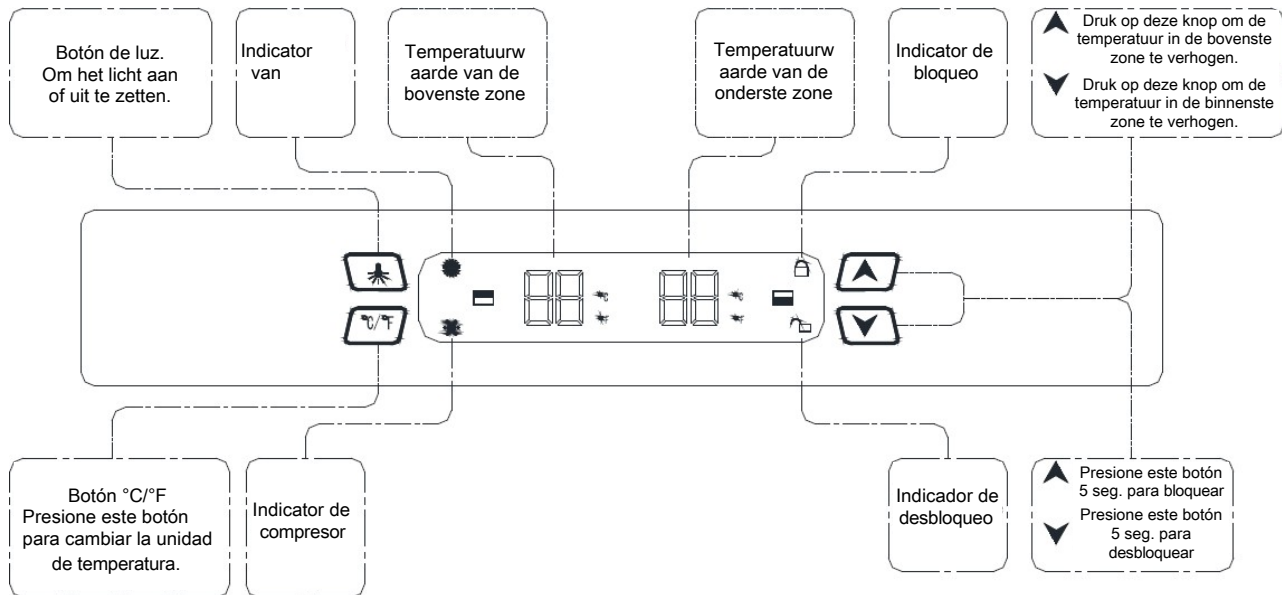 Botón de luz.
Om het licht aan
of uit te zetten.
Indicator
van
Temperatuurw
aarde van de
bovenste zone
Temperatuurw
aarde van de
onderste zone
Indicator de
bloqueo
Druk op deze knop om de
temperatuur in de bovenste
zone te verhogen.
Druk op deze knop om de
temperatuur in de binnenste
zone te verhogen.
°C/°F
Botón °C/°F
Presione este botón
para cambiar la unidad
de temperatura.
Indicator de
compresor
Indicador de
desbloqueo
Presione este botón
5 seg. para bloquear
Presione este botón
5 seg. para
desbloquear